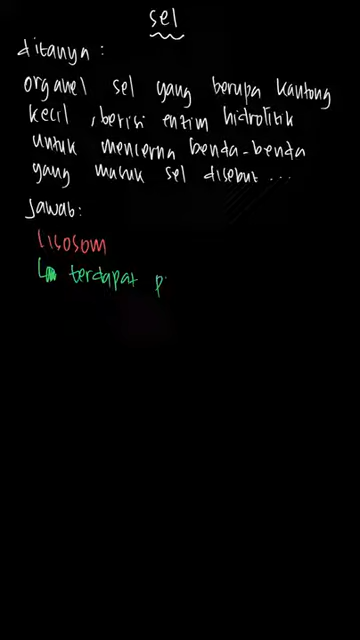 sel
ditanya :
organel sel yang berupa kantong
kecil , berisi enzim hidrolitik
untuk mencerna benda-benda
yang masuk sel disebut ...
Jawab :
lisosom
terdapat p